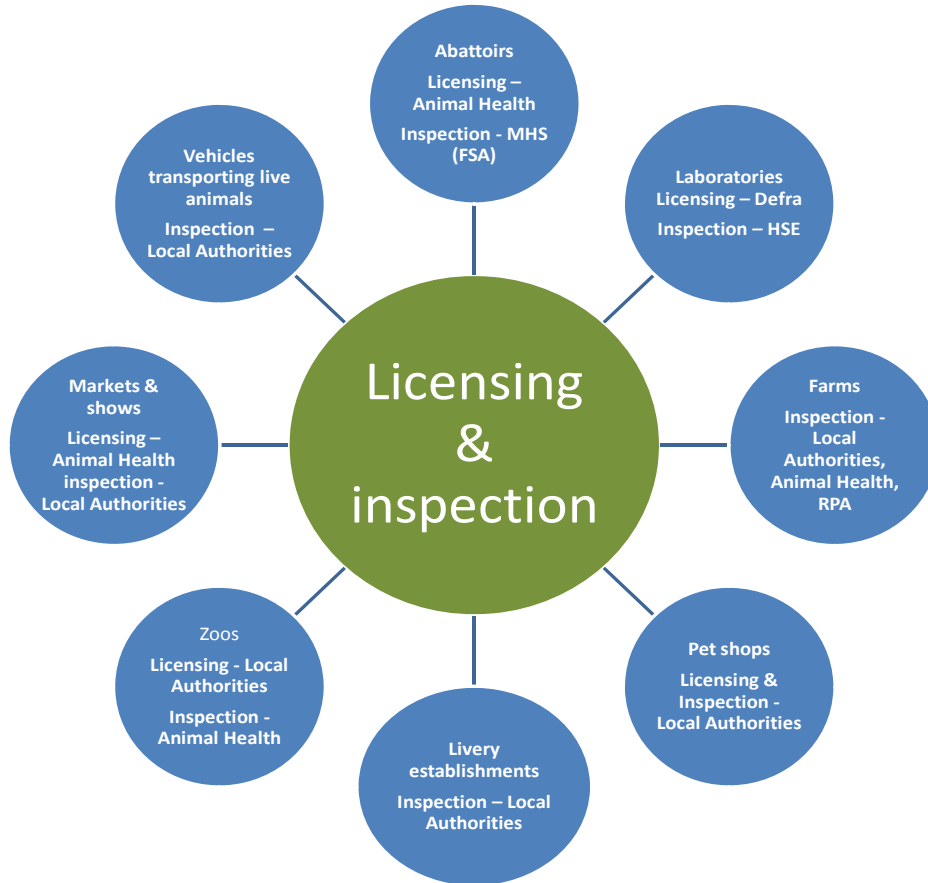 Abattoirs
Licensing –
Animal Health
Inspection - MHS
(FSA)
Laboratories
Licensing – Defra
Inspection – HSE
Farms
Inspection -
Local
Authorities,
Animal Health,
RPA
Pet shops
Licensing &
Inspection -
Local Authorities
Livery
establishments
Inspection – Local
Authorities
Zoos
Licensing - Local
Authorities
Inspection -
Animal Health
Markets &
shows
Licensing –
Animal Health
inspection -
Local Authorities
Vehicles
transporting live
animals
Inspection –
Local Authorities
Licensing
&
inspection